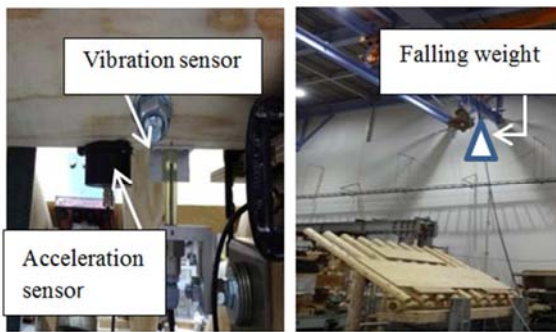 Vibration sensor
Falling weight
Acceleration
sensor